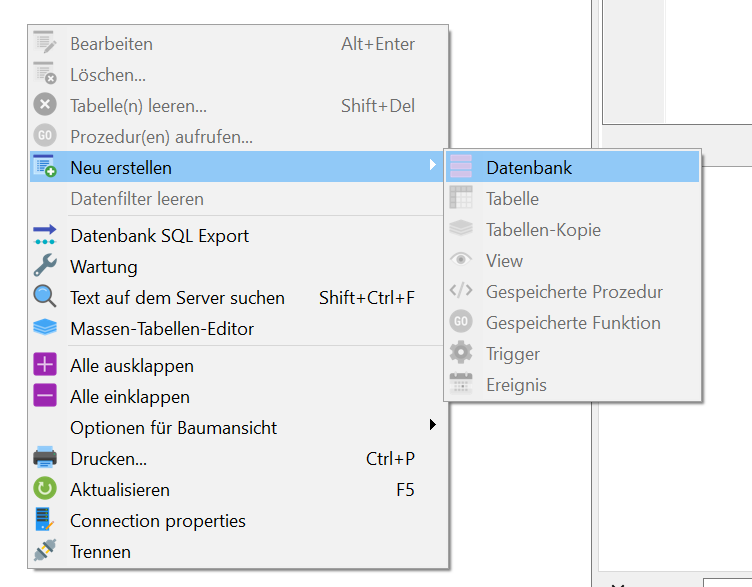 Bearbeiten Alt+Enter
Löschen...
Tabelle(n) leeren... Shift+Del
GO Prozedur(en) aufrufen...
Neu erstellen
Datenfilter leeren
Datenbank SQL Export
Wartung
Text auf dem Server suchen Shift+Ctrl+F
Massen-Tabellen-Editor
Alle ausklappen
Alle einklappen
Optionen für Baumansicht
Drucken... Ctrl+P
Aktualisieren F5
Connection properties
Trennen
Datenbank
Tabelle
Tabellen-Kopie
View
</> Gespeicherte Prozedur
GO Gespeicherte Funktion
Trigger
Ereignis